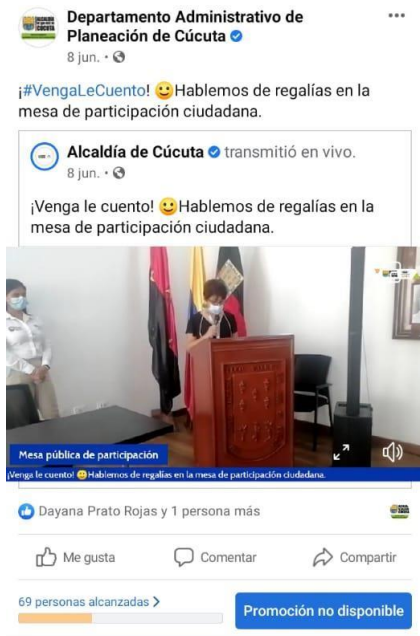 Departamento Administrativo de
Planeación de Cúcuta
8 jun.
¡#VengaLeCuento! 😀Hablemos de regalías en la
mesa de participación ciudadana.
Alcaldía de Cúcuta transmitió en vivo.
8 jun.
¡Venga le cuento! 😀Hablemos de regalías en la
mesa de participación ciudadana.
Mesa pública de participación
¡Venga le cuento! 😀Hablemos de regalías en la mesa de participación ciudadana.
Dayana Prato Rojas y 1 persona más
Me gusta Comentar Compartir
69 personas alcanzadas
Promoción no disponible